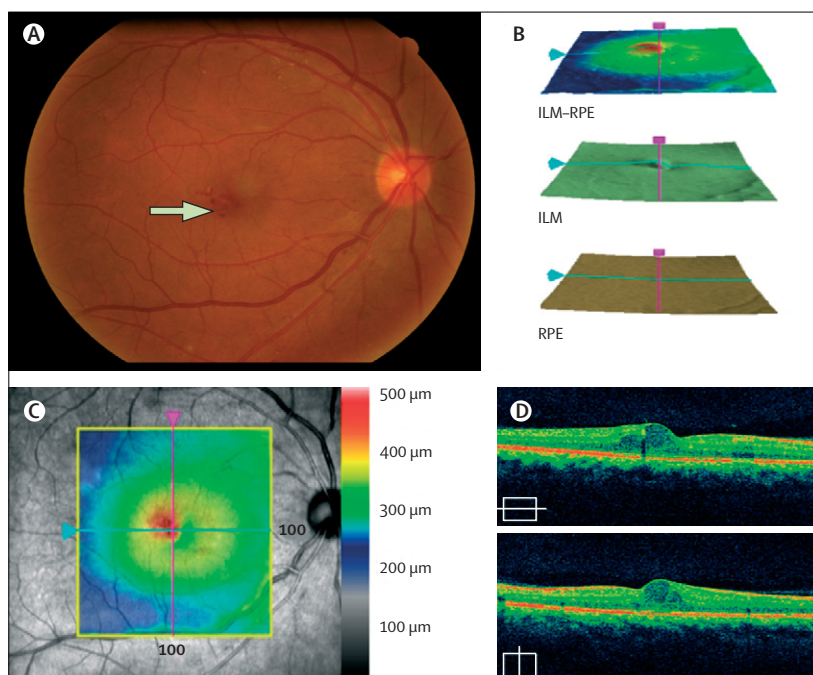 A
B
ILM–RPE
ILM
RPE
C
500 µm
400 µm
300 µm
200 µm
100 µm
100
100
D